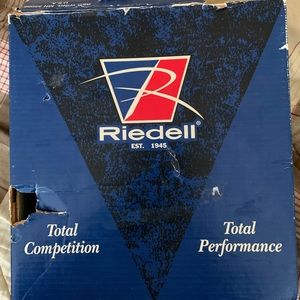 Riedell®
EST. 1945
Total
Competition
Total
Performance